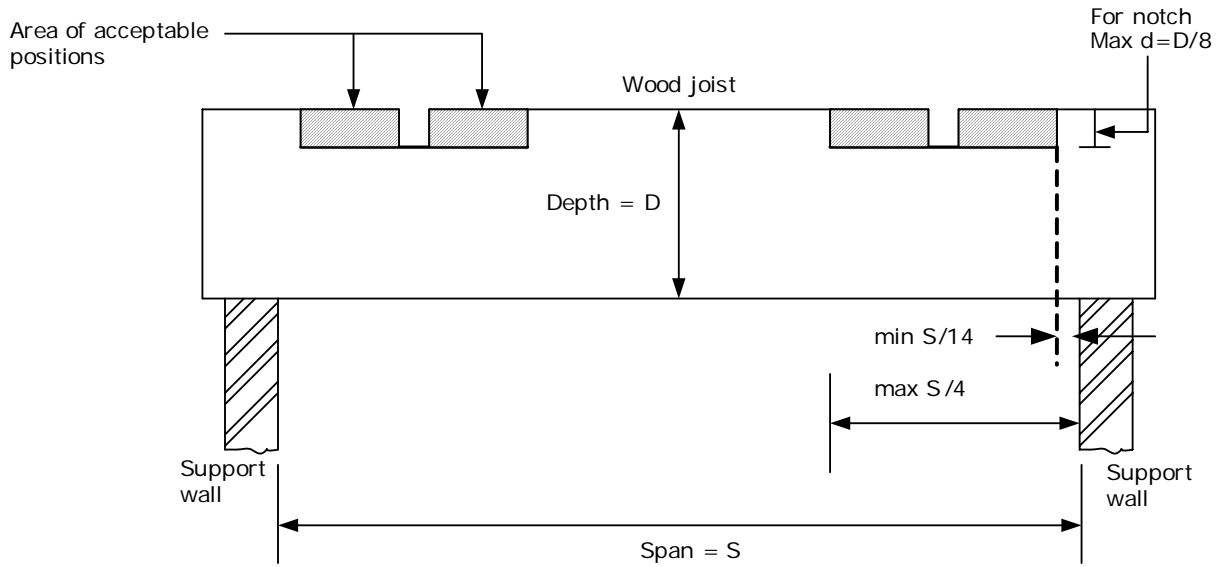 Area of acceptable
positions
For notch
Max d=D/8
Wood joist
Depth = D
min S/14
max S/4
Support
wall
Support
wall
Span = S